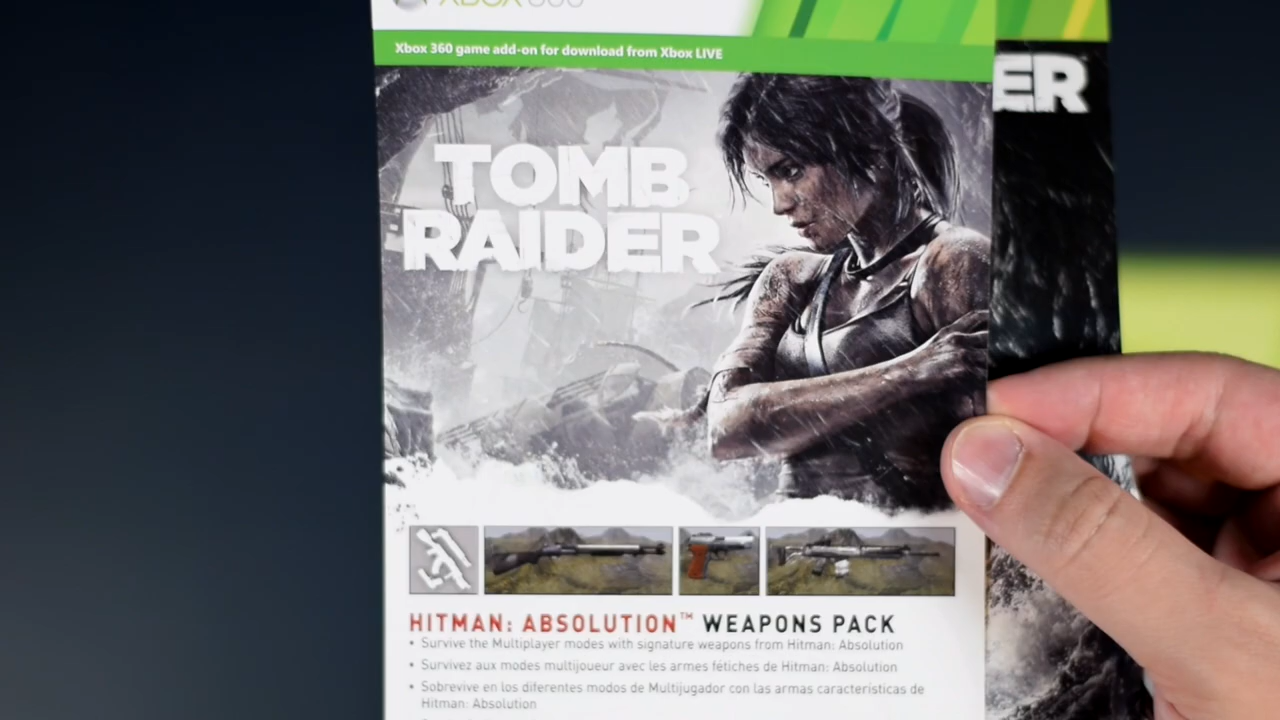 XBOX 360
Xbox 360 game add-on for download from Xbox LIVE
TOMB
RAIDER
ER
HITMAN: ABSOLUTION™ WEAPONS PACK
• Survive the Multiplayer modes with signature weapons from Hitman: Absolution
• Survivez aux modes multijoueur avec les armes fétiches de Hitman: Absolution
• Sobrevive en los diferentes modos de Multijugador con las armas características de
Hitman: Absolution